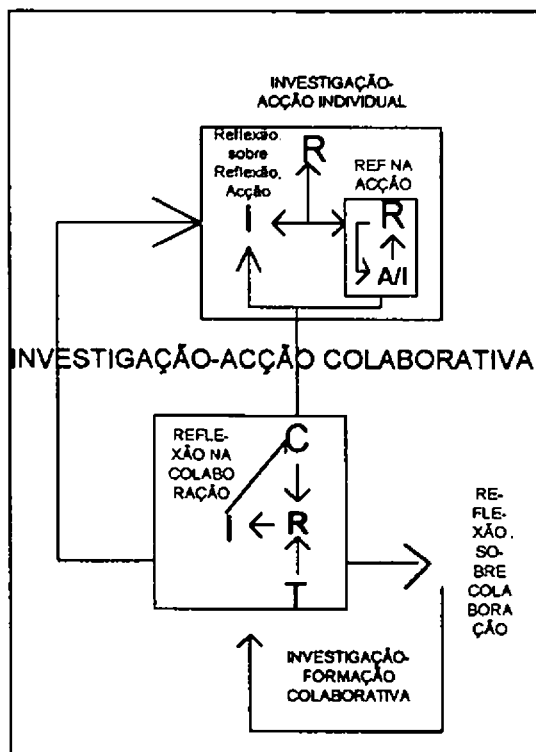 INVESTIGAÇÃO-
ACÇÃO INDIVIDUAL
Reflexão.
sobre
Reflexão.
Acção
R
REF NA
ACÇÃO
I
R
A/I
INVESTIGAÇÃO-ACÇÃO COLABORATIVA
REFLE-
XÃO NA
COLABO
RAÇÃO
C
I
R
T
RE-
FLE-
XÃO.
SO-
BRE
COLA
BORA
ÇÃO
INVESTIGAÇÃO-
FORMAÇÃO
COLABORATIVA